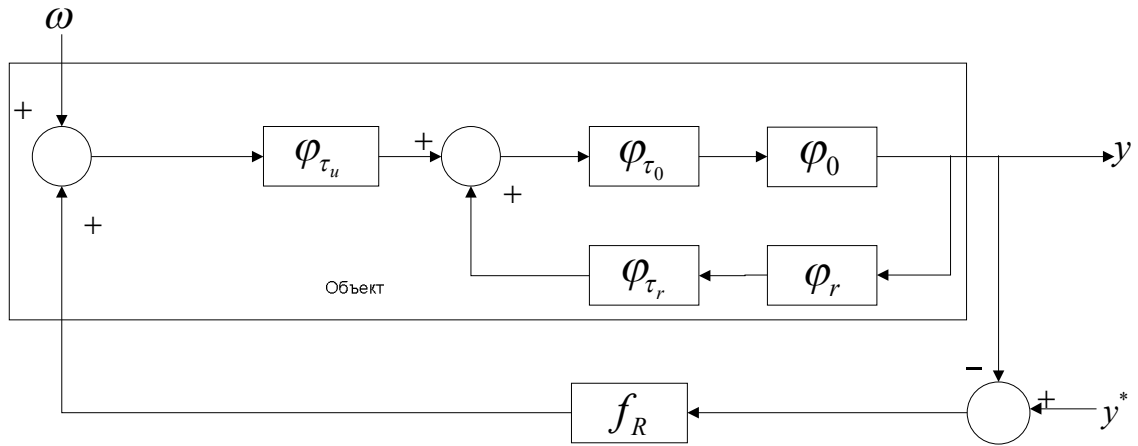 ω
+
φ_{τ_u}
+
φ_{τ_0}
φ_0
y
+
+
φ_{τ_r}
φ_r
Объект
−
f_R
+
y*